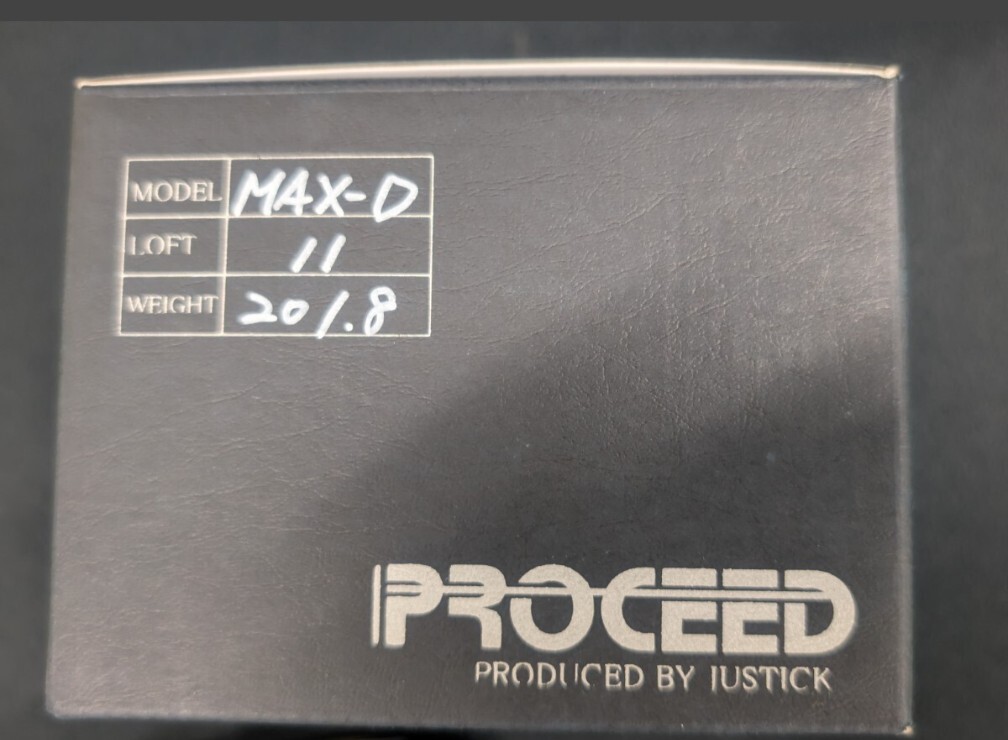 MODEL MAX-D
LOFT 11
WEIGHT 201.8
PROCEED
PRODUCED BY JUSTICK